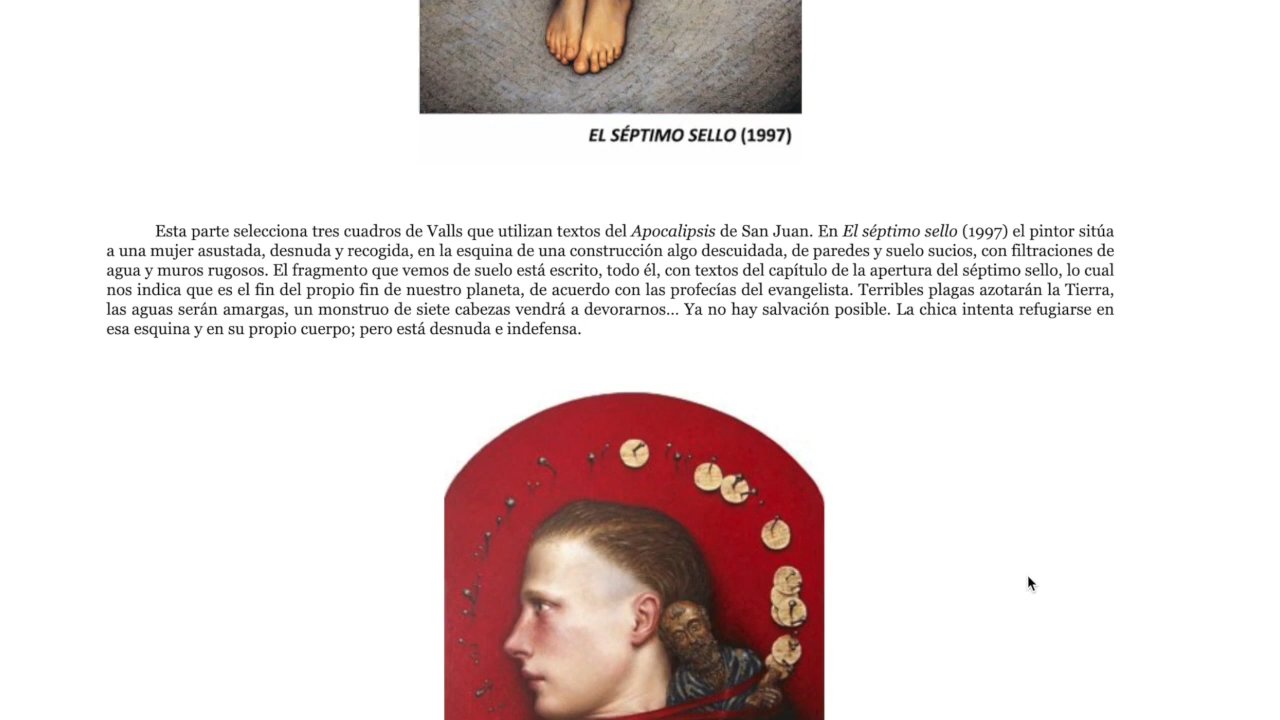 EL SÉPTIMO SELLO (1997)
Esta parte selecciona tres cuadros de Valls que utilizan textos del Apocalipsis de San Juan. En El séptimo sello (1997) el pintor sitúa
a una mujer asustada, desnuda y recogida, en la esquina de una construcción algo descuidada, de paredes y suelo sucios, con filtraciones de
agua y muros rugosos. El fragmento que vemos de suelo está escrito, todo él, con textos del capítulo de la apertura del séptimo sello, lo cual
nos indica que es el fin del propio fin de nuestro planeta, de acuerdo con las profecías del evangelista. Terribles plagas azotarán la Tierra,
las aguas serán amargas, un monstruo de siete cabezas vendrá a devorarnos... Ya no hay salvación posible. La chica intenta refugiarse en
esa esquina y en su propio cuerpo; pero está desnuda e indefensa.